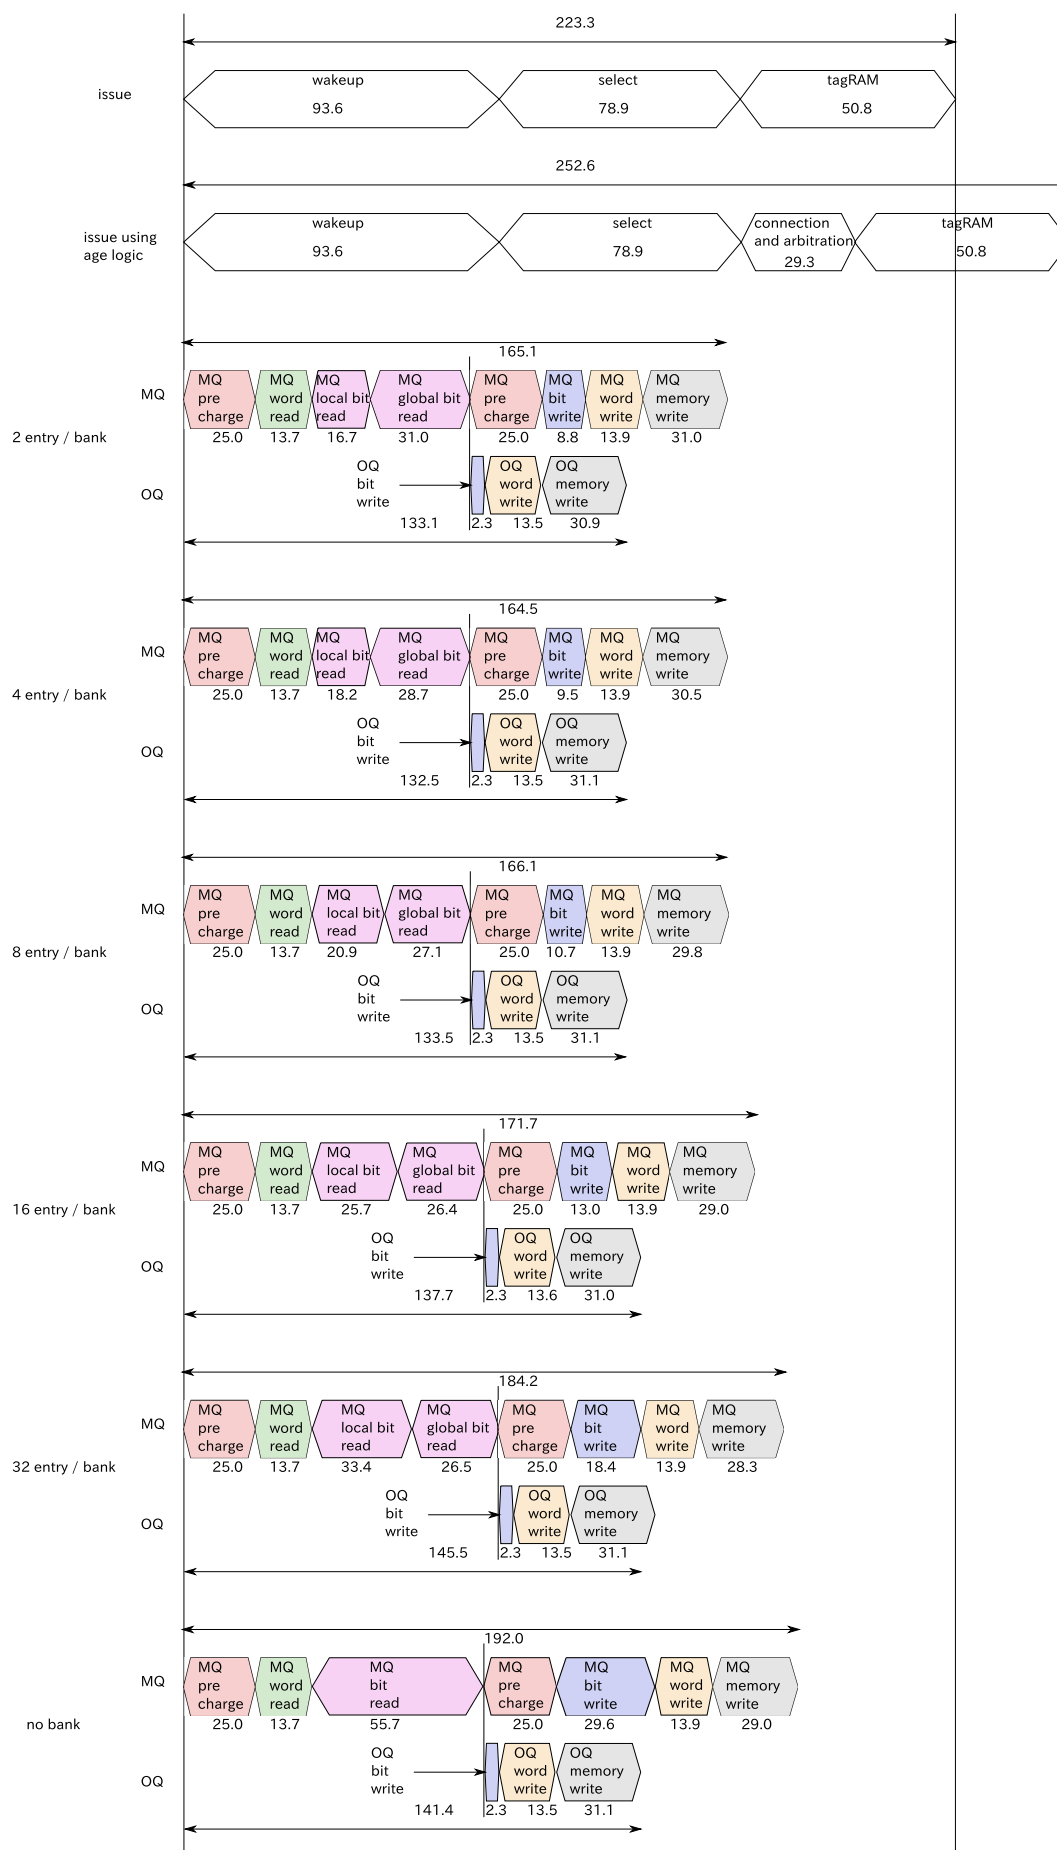 223.3
issue
wakeup
93.6
select
78.9
tagRAM
50.8
252.6
issue using
age logic
wakeup
93.6
select
78.9
connection
and arbitration
29.3
tagRAM
50.8
165.1
MQ
2 entry / bank
MQ
pre
charge
25.0
MQ
word
read
13.7
MQ
local bit
read
16.7
MQ
global bit
read
31.0
MQ
pre
charge
25.0
MQ
bit
write
8.8
MQ
word
write
13.9
MQ
memory
write
31.0
OQ
OQ
bit
write
133.1
2.3
OQ
word
write
13.5
OQ
memory
write
30.9
164.5
MQ
4 entry / bank
MQ
pre
charge
25.0
MQ
word
read
13.7
MQ
local bit
read
18.2
MQ
global bit
read
28.7
MQ
pre
charge
25.0
MQ
bit
write
9.5
MQ
word
write
13.9
MQ
memory
write
30.5
OQ
OQ
bit
write
132.5
2.3
OQ
word
write
13.5
OQ
memory
write
31.1
166.1
MQ
8 entry / bank
MQ
pre
charge
25.0
MQ
word
read
13.7
MQ
local bit
read
20.9
MQ
global bit
read
27.1
MQ
pre
charge
25.0
MQ
bit
write
10.7
MQ
word
write
13.9
MQ
memory
write
29.8
OQ
OQ
bit
write
133.5
2.3
OQ
word
write
13.5
OQ
memory
write
31.1
171.7
MQ
16 entry / bank
MQ
pre
charge
25.0
MQ
word
read
13.7
MQ
local bit
read
25.7
MQ
global bit
read
26.4
MQ
pre
charge
25.0
MQ
bit
write
13.0
MQ
word
write
13.9
MQ
memory
write
29.0
OQ
OQ
bit
write
137.7
2.3
OQ
word
write
13.6
OQ
memory
write
31.0
184.2
MQ
32 entry / bank
MQ
pre
charge
25.0
MQ
word
read
13.7
MQ
local bit
read
33.4
MQ
global bit
read
26.5
MQ
pre
charge
25.0
MQ
bit
write
18.4
MQ
word
write
13.9
MQ
memory
write
28.3
OQ
OQ
bit
write
145.5
2.3
OQ
word
write
13.5
OQ
memory
write
31.1
192.0
MQ
no bank
MQ
pre
charge
25.0
MQ
word
read
13.7
MQ
bit
read
55.7
MQ
pre
charge
25.0
MQ
bit
write
29.6
MQ
word
write
13.9
MQ
memory
write
29.0
OQ
OQ
bit
write
141.4
2.3
OQ
word
write
13.5
OQ
memory
write
31.1